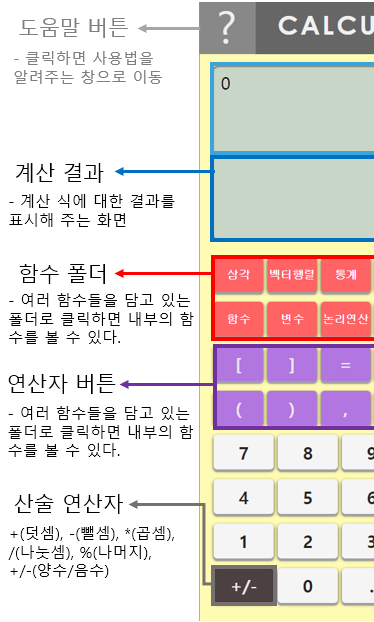 도움말 버튼
- 클릭하면 사용법을
알려주는 창으로 이동
?
CALCU
0
계산 결과
- 계산 식에 대한 결과를
표시해 주는 화면
함수 폴더
- 여러 함수들을 담고 있는
폴더로 클릭하면 내부의 함
수를 볼 수 있다.
삼각 벡터행렬 통계
함수 변수 논리연산
연산자 버튼
- 여러 함수들을 담고 있는
폴더로 클릭하면 내부의 함
수를 볼 수 있다.
[ ] =
( ) ,
7 8 9
4 5 6
1 2 3
+/- 0 .
산술 연산자
+(덧셈), -(뺄셈), *(곱셈),
/(나눗셈), %(나머지),
+/-(양수/음수)